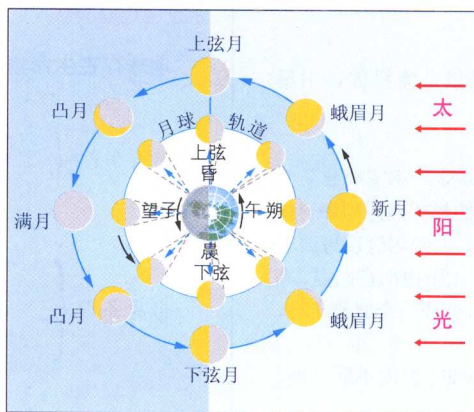 上弦月
凸月
蛾眉月
太
月球
轨道
上弦
昏
满月
望
子
午
朔
新月
阳
農
下弦
凸月
蛾眉月
光
下弦月